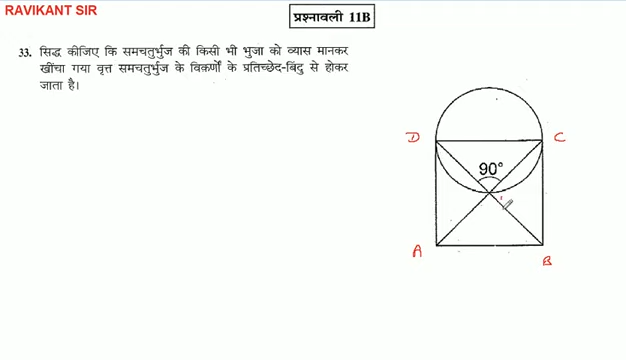 RAVIKANT SIR
प्रश्नावली 11B
33. सिद्ध कीजिए कि समचतुर्भुज की किसी भी भुजा को व्यास मानकर
खींचा गया वृत्त समचतुर्भुज के विकर्णों के प्रतिच्छेद-बिंदु से होकर
जाता है।
D C
90°
A B